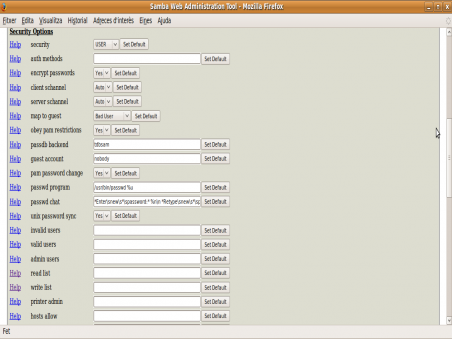 Samba Web Administration Tool - Mozilla Firefox
Fitxer Edita Visualitza Historial Adreces d'interès Eines Ajuda
Security Options
Help security USER Set Default
Help auth methods Set Default
Help encrypt passwords Yes Set Default
Help client schannel Auto Set Default
Help server schannel Auto Set Default
Help map to guest Bad User Set Default
Help obey pam restrictions Yes Set Default
Help passdb backend tdbsam Set Default
Help guest account nobody Set Default
Help pam password change Yes Set Default
Help passwd program /usr/bin/passwd %u Set Default
Help passwd chat Set Default
Help unix password sync Yes Set Default
Help invalid users Set Default
Help valid users Set Default
Help admin users Set Default
Help read list Set Default
Help write list Set Default
Help printer admin Set Default
Help hosts allow Set Default
Fet